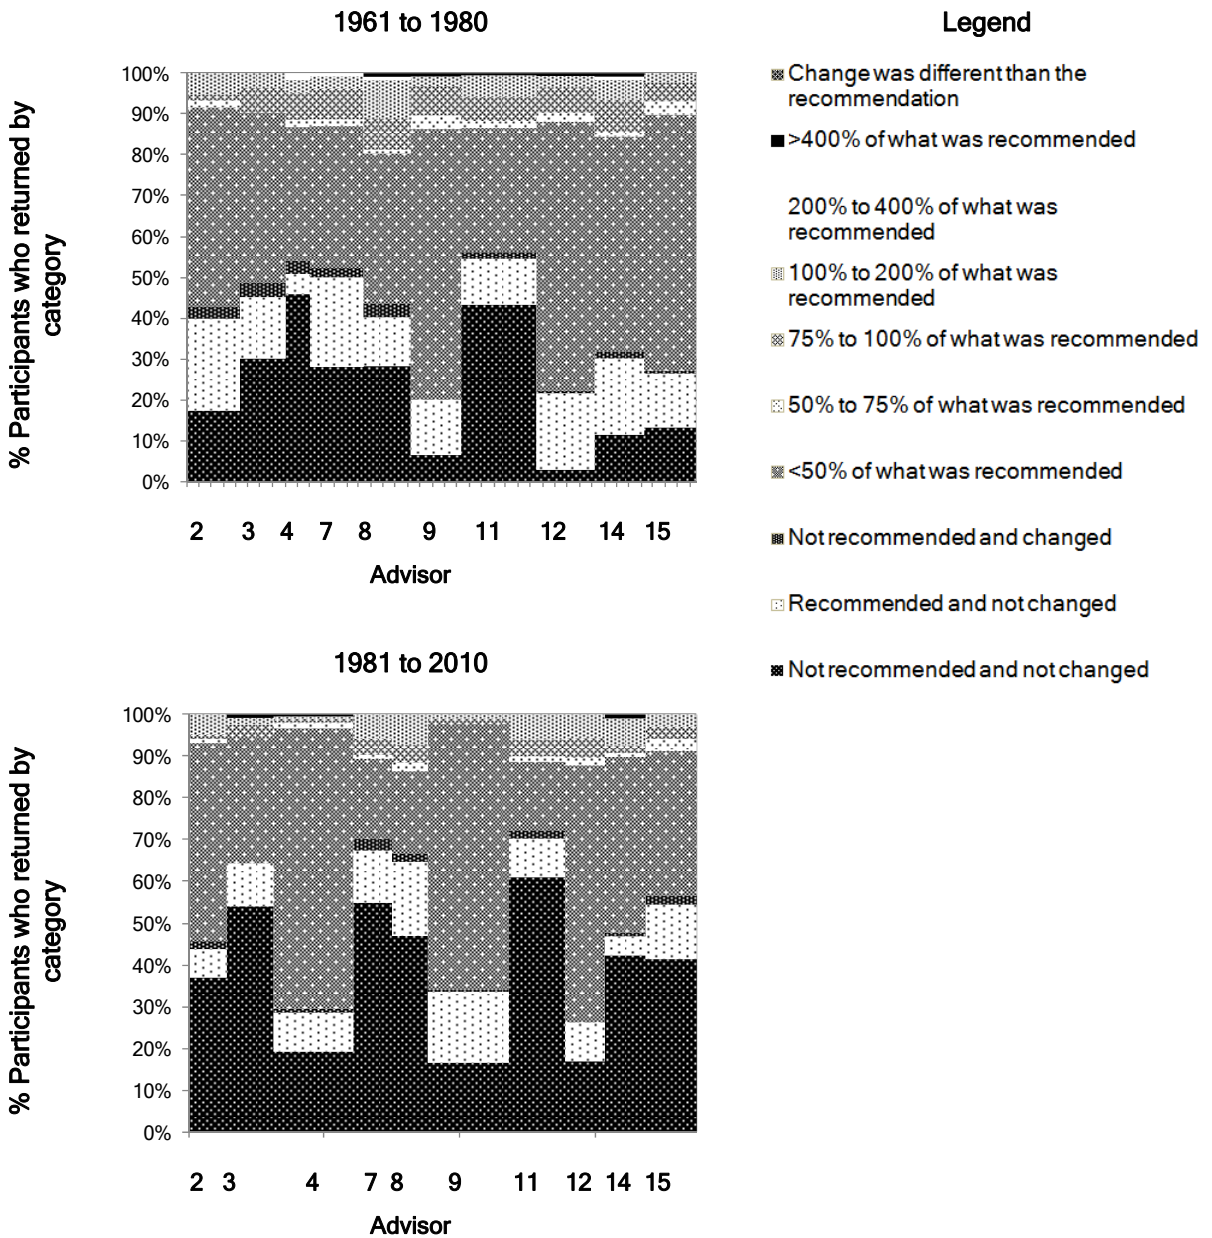 1961 to 1980
% Participants who returned by
category
100%
90%
80%
70%
60%
50%
40%
30%
20%
10%
0%
2 3 4 7 8 9 11 12 14 15
Advisor
Legend
Change was different than the
recommendation
>400% of what was recommended
200% to 400% of what was
recommended
100% to 200% of what was
recommended
75% to 100% of what was recommended
50% to 75% of what was recommended
<50% of what was recommended
Not recommended and changed
Recommended and not changed
Not recommended and not changed
1981 to 2010
% Participants who returned by
category
100%
90%
80%
70%
60%
50%
40%
30%
20%
10%
0%
2 3 4 7 8 9 11 12 14 15
Advisor